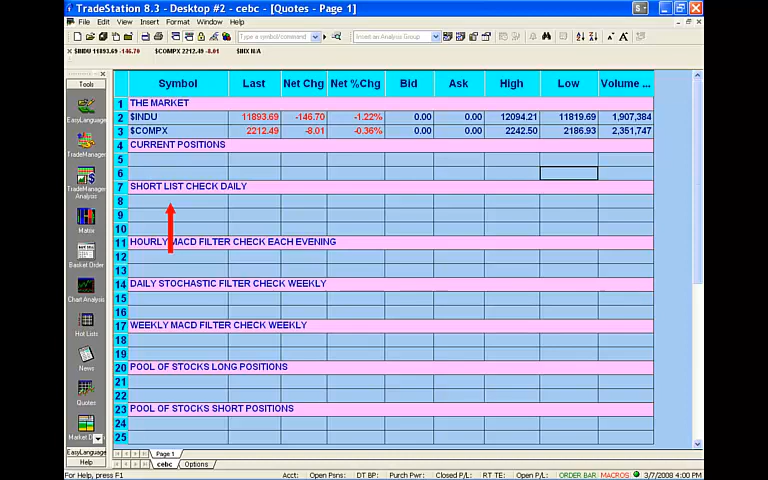 TradeStation 8.3 - Desktop #2 - cebc - [Quotes - Page 1]
File Edit View Insert Format Window Help
Type a symbol/command Insert an Analysis Group
$INDU 11893.69 -146.70 $COMPX 2212.49 -8.01 $IIX N/A
Tools
EasyLanguage
TradeManager
TradeManager Analysis
Matrix
Basket Order
Chart Analysis
Hot Lists
News
Quotes
EasyLanguage
Help
Symbol Last Net Chg Net %Chg Bid Ask High Low Volume ...
1 THE MARKET
2 $INDU 11893.69 -146.70 -1.22% 0.00 0.00 12094.21 11819.69 1,907,384
3 $COMPX 2212.49 -8.01 -0.36% 0.00 0.00 2242.50 2186.93 2,351,747
4 CURRENT POSITIONS
5
6
7 SHORT LIST CHECK DAILY
8
9
10
11 HOURLY MACD FILTER CHECK EACH EVENING
12
13
14 DAILY STOCHASTIC FILTER CHECK WEEKLY
15
16
17 WEEKLY MACD FILTER CHECK WEEKLY
18
19
20 POOL OF STOCKS LONG POSITIONS
21
22
23 POOL OF STOCKS SHORT POSITIONS
24
25
Page 1
cebc Options
For Help, press F1 Acct: Open Psns: DT BP: Purch Pwr: Closed P/L: RT TE: Open P/L: ORDER BAR MACROS 3/7/2008 4:00 PM